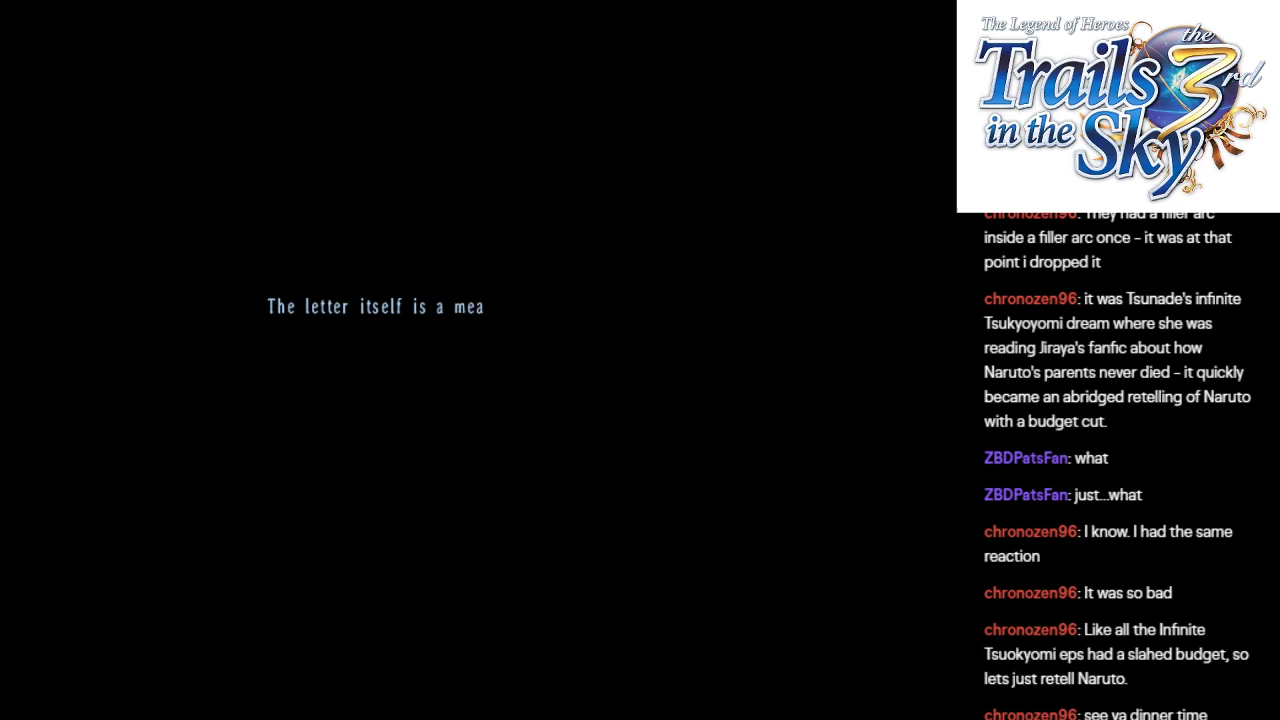 The Legend of Heroes
the
Trails 3rd
in the Sky
The letter itself is a mea
chronozen96: They had a filler arc
inside a filler arc once - it was at that
point i dropped it
chronozen96: it was Tsunade's infinite
Tsukyoyomi dream where she was
reading Jiraya's fanfic about how
Naruto's parents never died - it quickly
became an abridged retelling of Naruto
with a budget cut.
ZBDPatsFan: what
ZBDPatsFan: just...what
chronozen96: I know. I had the same
reaction
chronozen96: It was so bad
chronozen96: Like all the Infinite
Tsuokyomi eps had a slahed budget, so
lets just retell Naruto.
chronozen96: see ya dinner time